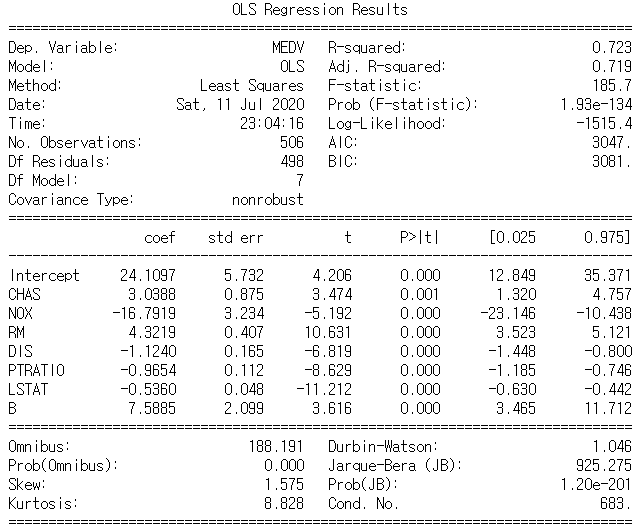 OLS Regression Results
==============================================================================
Dep. Variable: MEDV R-squared: 0.723
Model: OLS Adj. R-squared: 0.719
Method: Least Squares F-statistic: 185.7
Date: Sat, 11 Jul 2020 Prob (F-statistic): 1.93e-134
Time: 23:04:16 Log-Likelihood: -1515.4
No. Observations: 506 AIC: 3047.
Df Residuals: 498 BIC: 3081.
Df Model: 7
Covariance Type: nonrobust
==============================================================================
coef std err t P>|t| [0.025 0.975]
------------------------------------------------------------------------------
Intercept 24.1097 5.732 4.206 0.000 12.849 35.371
CHAS 3.0388 0.875 3.474 0.001 1.320 4.757
NOX -16.7919 3.234 -5.192 0.000 -23.146 -10.438
RM 4.3219 0.407 10.631 0.000 3.523 5.121
DIS -1.1240 0.165 -6.819 0.000 -1.448 -0.800
PTRATIO -0.9654 0.112 -8.629 0.000 -1.185 -0.746
LSTAT -0.5360 0.048 -11.212 0.000 -0.630 -0.442
B 7.5885 2.099 3.616 0.000 3.465 11.712
==============================================================================
Omnibus: 188.191 Durbin-Watson: 1.046
Prob(Omnibus): 0.000 Jarque-Bera (JB): 925.275
Skew: 1.575 Prob(JB): 1.20e-201
Kurtosis: 8.828 Cond. No. 683.
==============================================================================